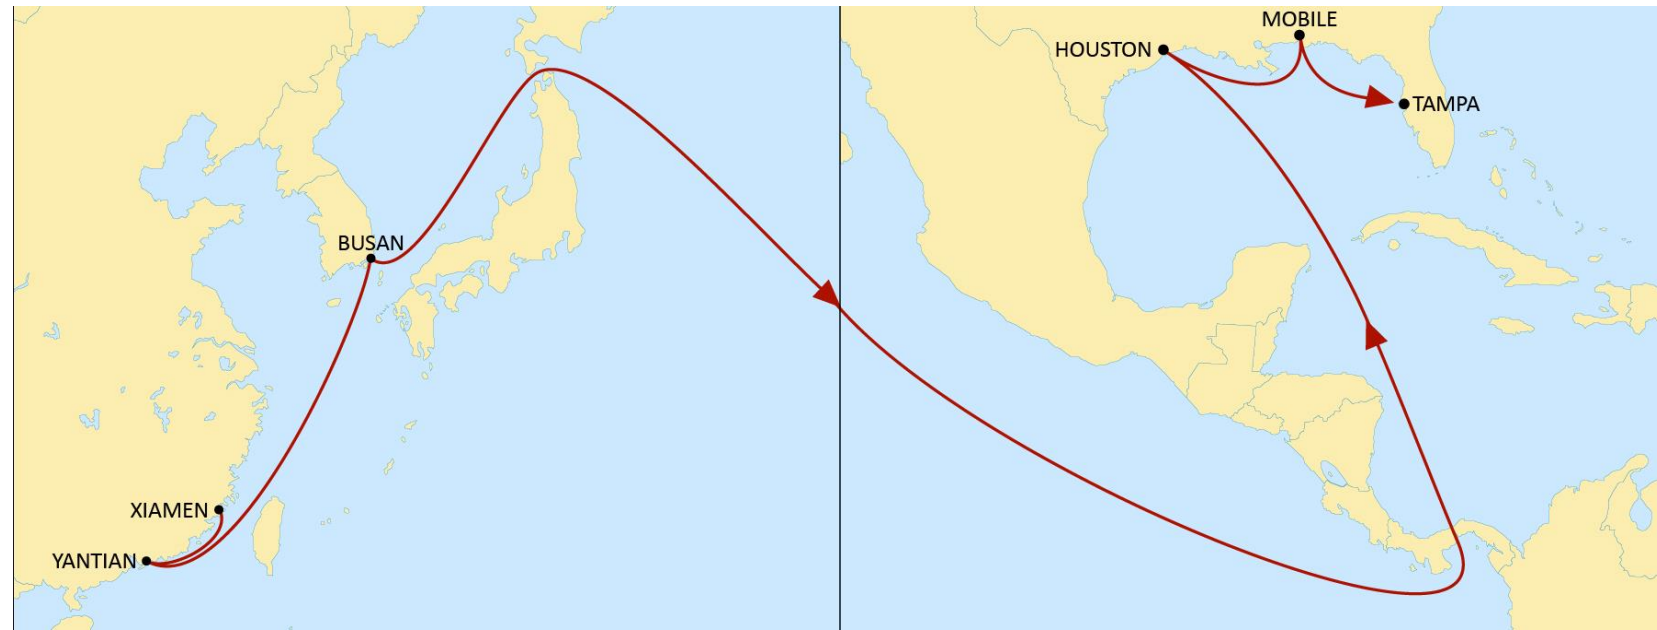 BUSAN
XIAMEN
YANTIAN
MOBILE
HOUSTON
TAMPA